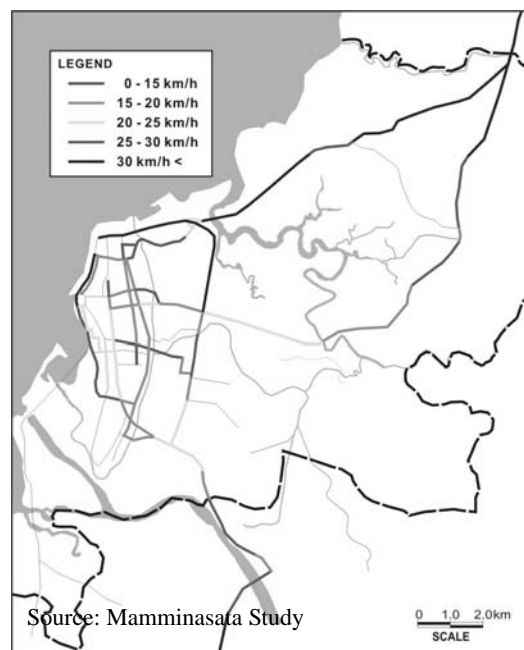 LEGEND
0 - 15 km/h
15 - 20 km/h
20 - 25 km/h
25 - 30 km/h
30 km/h <
Source: Mamminasata Study
0 1.0 2.0km
SCALE